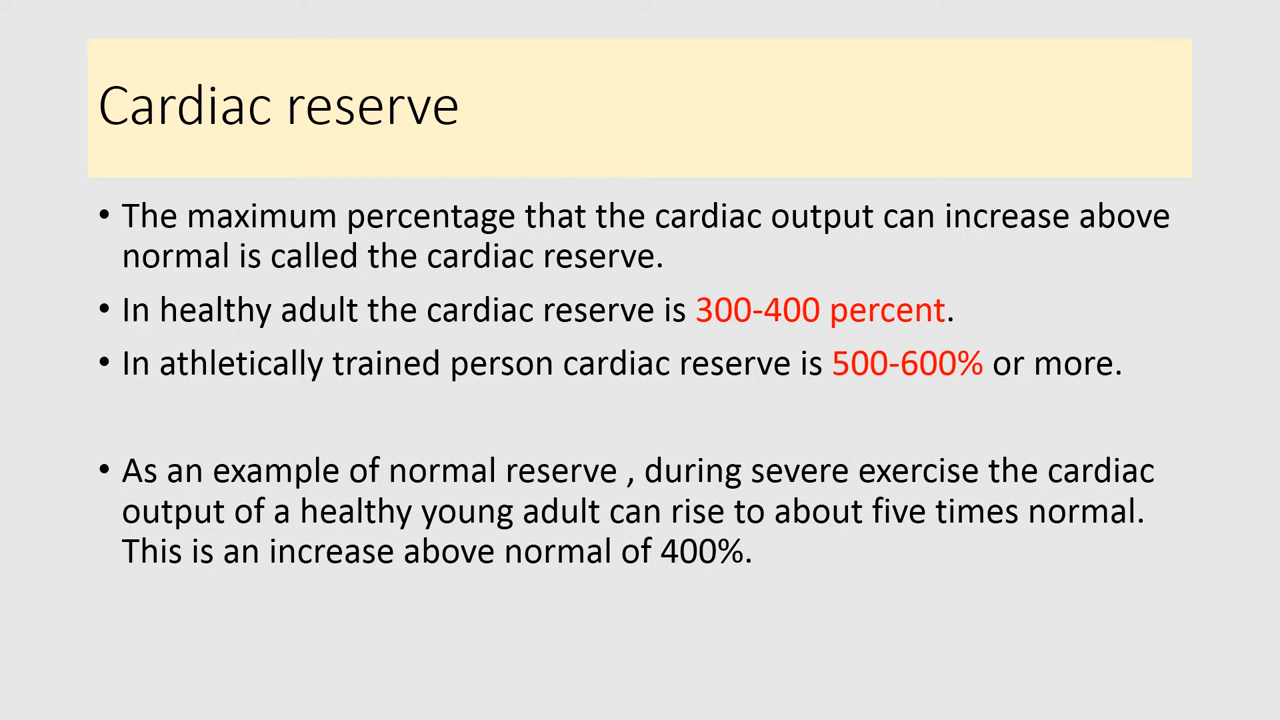 Cardiac reserve
• The maximum percentage that the cardiac output can increase above
normal is called the cardiac reserve.
• In healthy adult the cardiac reserve is 300-400 percent.
• In athletically trained person cardiac reserve is 500-600% or more.
• As an example of normal reserve , during severe exercise the cardiac
output of a healthy young adult can rise to about five times normal.
This is an increase above normal of 400%.